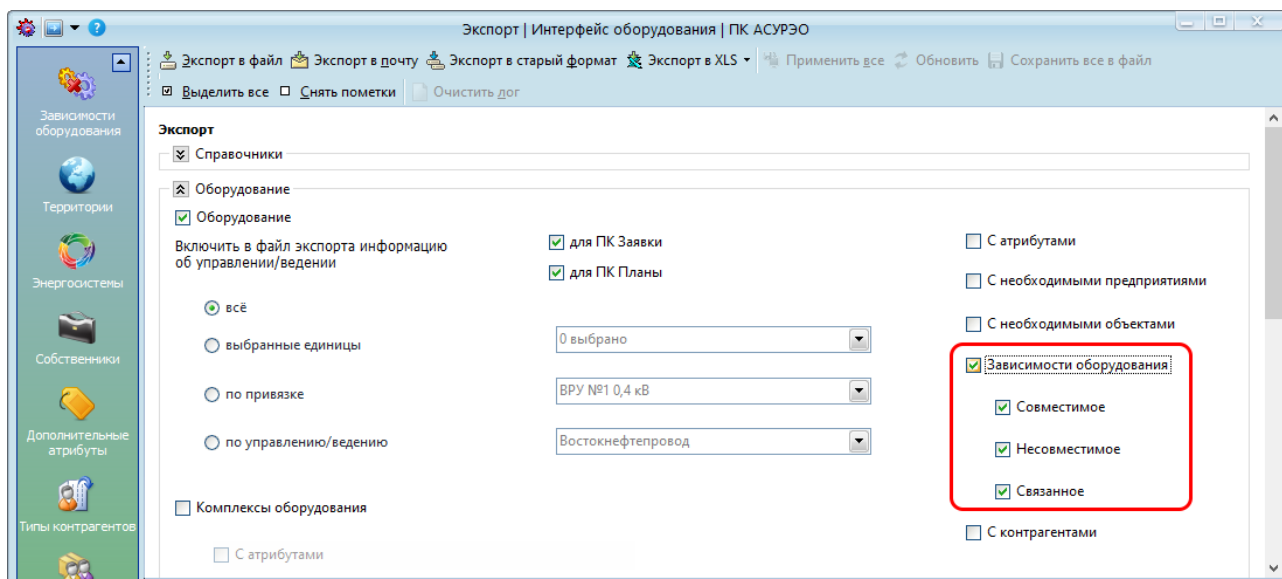 Экспорт | Интерфейс оборудования | ПК АСУРЭО
Экспорт в файл Экспорт в почту Экспорт в старый формат Экспорт в XLS Применить все Обновить Сохранить все в файл
Выделить все Снять пометки Очистить лог
Зависимости
оборудования
Территории
Энергосистемы
Собственники
Дополнительные
атрибуты
Типы контрагентов
Экспорт
Справочники
Оборудование
Оборудование
Включить в файл экспорта информацию
об управлении/ведении
для ПК Заявки
для ПК Планы
всё
выбранные единицы
0 выбрано
по привязке
ВРУ №1 0,4 кВ
по управлению/ведению
Востокнефтепровод
Комплексы оборудования
С атрибутами
С атрибутами
С необходимыми предприятиями
С необходимыми объектами
Зависимости оборудования
Совместимое
Несовместимое
Связанное
С контрагентами